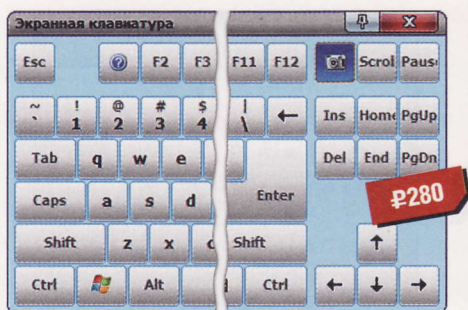 Экранная клавиатура
Esc F2 F3 F11 F12 Scrol Paus
~ ` ! 1 @ 2 # 3 $ 4 | \ ← Ins Home PgUp
Tab q w e Del End PgDn
Caps a s d Enter ₽280
Shift z x c Shift ↑
Ctrl Alt Ctrl ← ↓ →